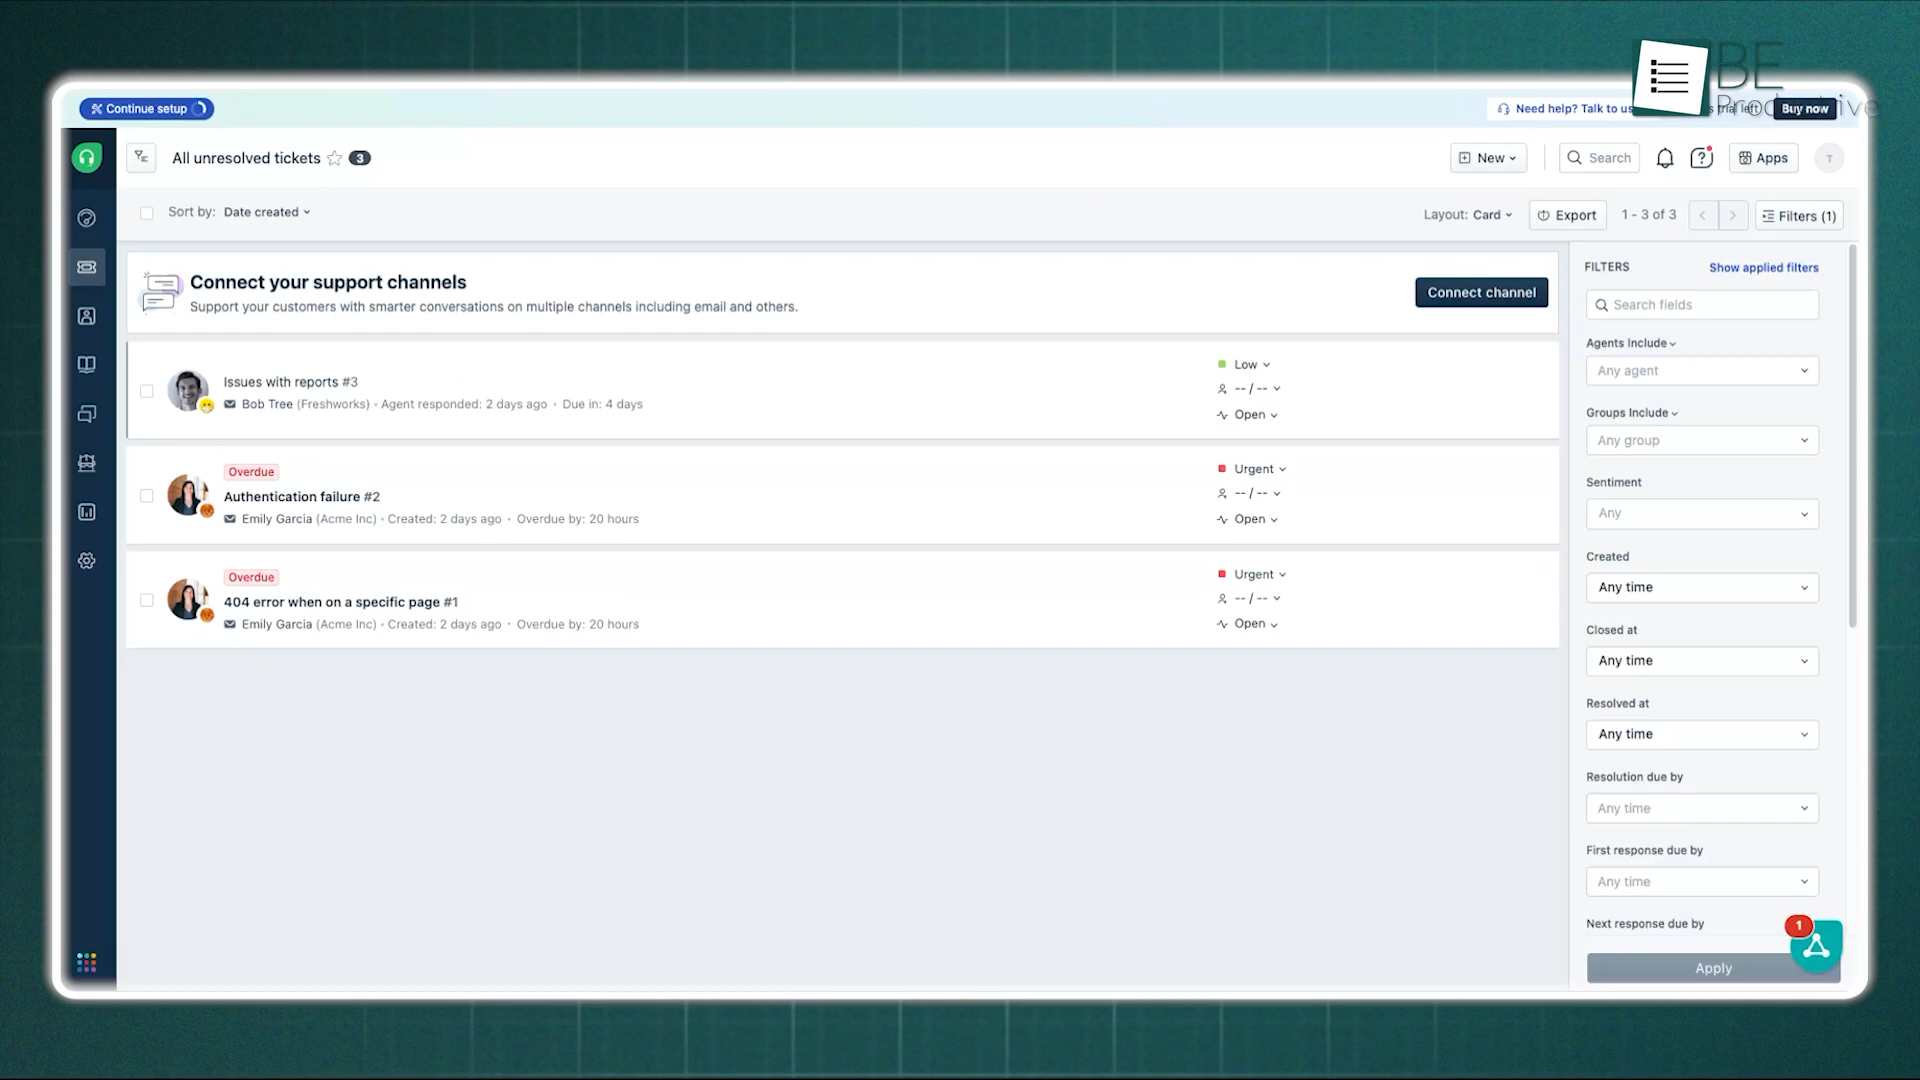 BE
Productive
Continue setup
Need help? Talk to us
trial left
Buy now
All unresolved tickets 3
New
Search
Apps
T
Sort by: Date created
Layout: Card
Export
1 - 3 of 3
Filters (1)
Connect your support channels
Support your customers with smarter conversations on multiple channels including email and others.
Connect channel
Issues with reports #3
Bob Tree (Freshworks) • Agent responded: 2 days ago • Due in: 4 days
Low
-- / --
Open
Overdue
Authentication failure #2
Emily Garcia (Acme Inc) • Created: 2 days ago • Overdue by: 20 hours
Urgent
-- / --
Open
Overdue
404 error when on a specific page #1
Emily Garcia (Acme Inc) • Created: 2 days ago • Overdue by: 20 hours
Urgent
-- / --
Open
FILTERS
Show applied filters
Search fields
Agents Include
Any agent
Groups Include
Any group
Sentiment
Any
Created
Any time
Closed at
Any time
Resolved at
Any time
Resolution due by
Any time
First response due by
Any time
Next response due by
1
Apply